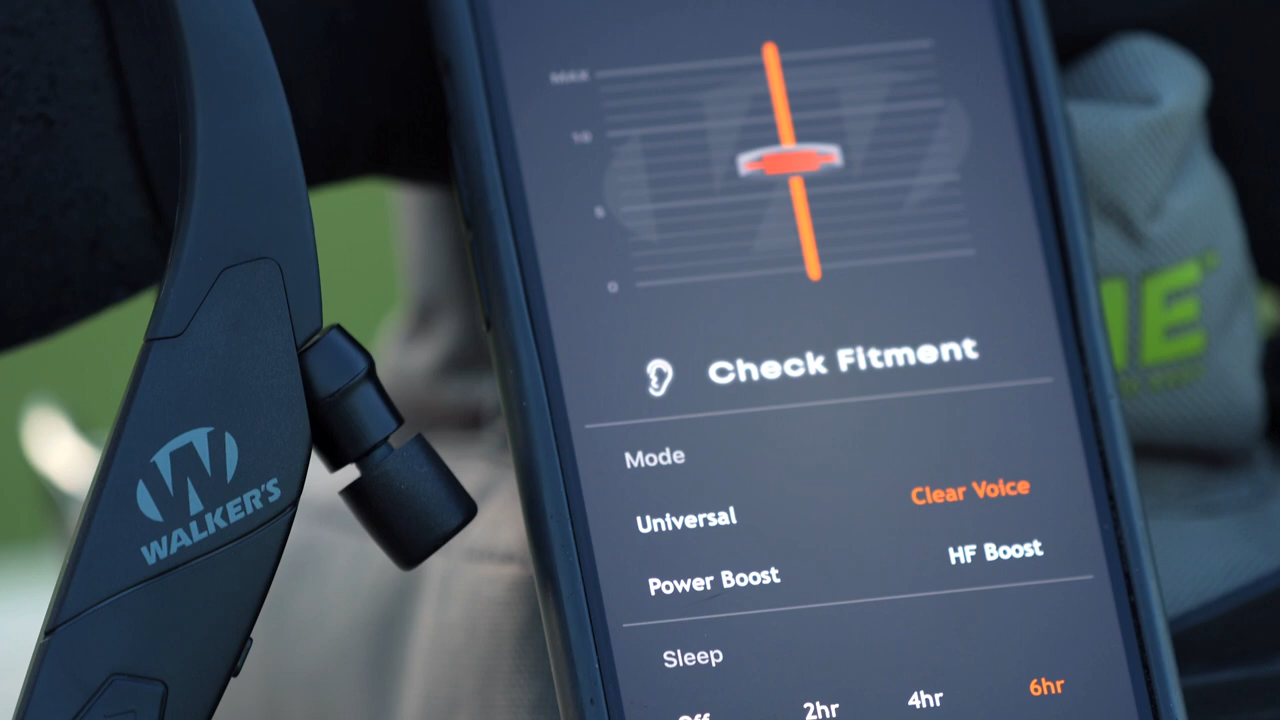 MAX
10
5
0
Check Fitment
Mode
Universal
Clear Voice
Power Boost
HF Boost
Sleep
Off
2hr
4hr
6hr
W
WALKER'S